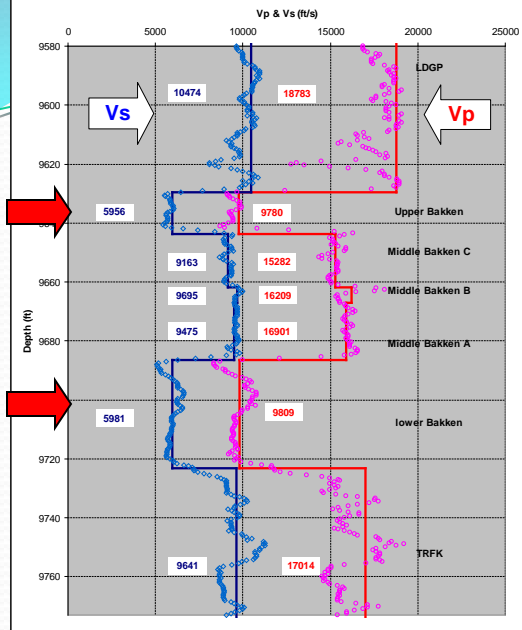 Vp & Vs (ft/s)
0 5000 10000 15000 20000 25000
Depth (ft)
9580
9600
9620
9640
9660
9680
9720
9740
9760
Vs
Vp
LDGP
10474 18783
5956 9780 Upper Bakken
9163 15282 Middle Bakken C
9695 16209 Middle Bakken B
9475 16901 Middle Bakken A
5981 9809 lower Bakken
9641 17014 TRFK